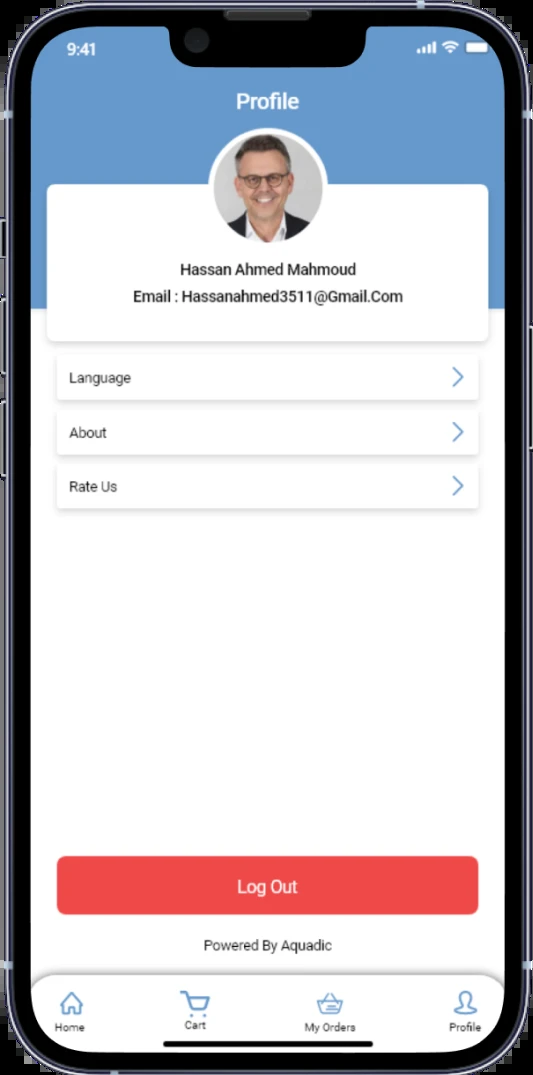 9:41
Profile
Hassan Ahmed Mahmoud
Email : Hassanahmed3511@Gmail.Com
Language
About
Rate Us
Log Out
Powered By Aquadic
Home
Cart
My Orders
Profile